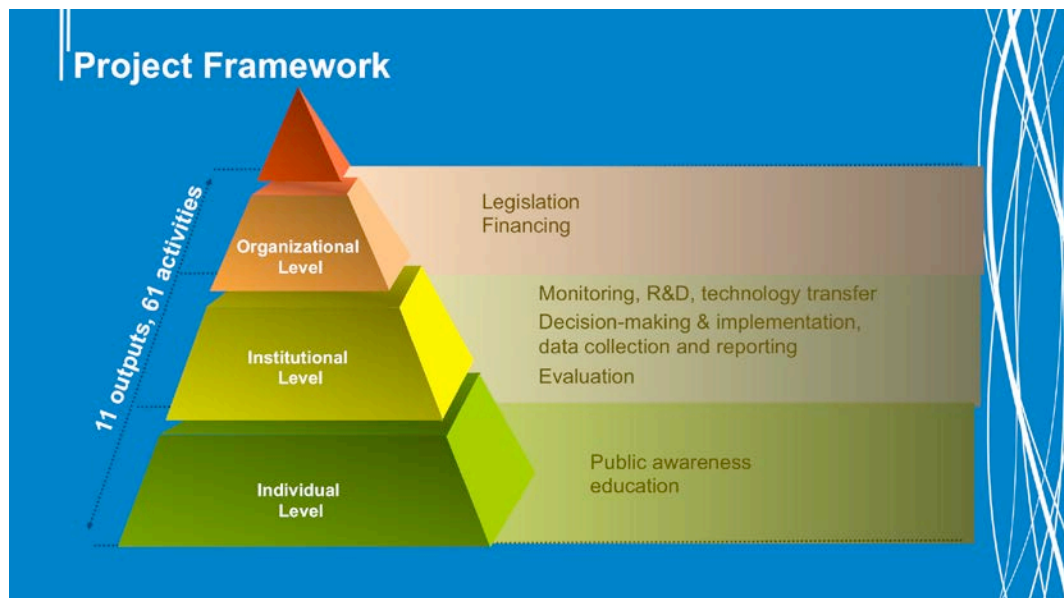 Project Framework
11 outputs, 61 activities
Organizational
Level
Legislation
Financing
Institutional
Level
Monitoring, R&D, technology transfer
Decision-making & implementation,
data collection and reporting
Evaluation
Individual
Level
Public awareness
education